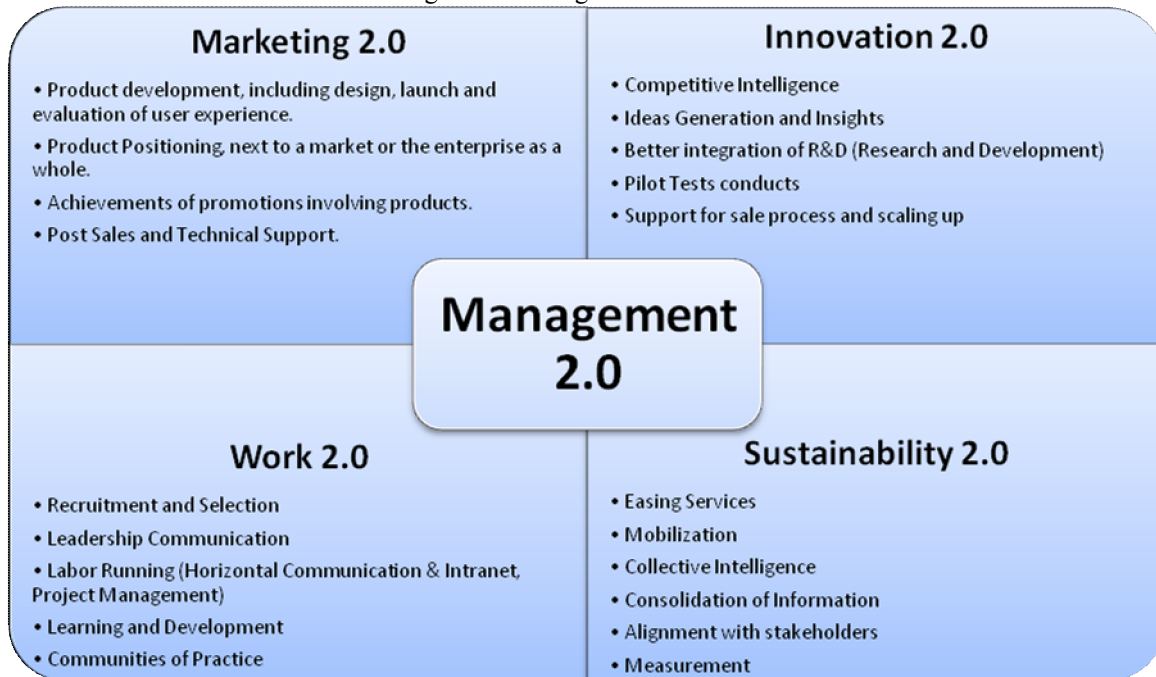 Marketing 2.0
• Product development, including design, launch and
evaluation of user experience.
• Product Positioning, next to a market or the enterprise as a
whole.
• Achievements of promotions involving products.
• Post Sales and Technical Support.
Innovation 2.0
• Competitive Intelligence
• Ideas Generation and Insights
• Better integration of R&D (Research and Development)
• Pilot Tests conducts
• Support for sale process and scaling up
Management
2.0
Work 2.0
• Recruitment and Selection
• Leadership Communication
• Labor Running (Horizontal Communication & Intranet,
Project Management)
• Learning and Development
• Communities of Practice
Sustainability 2.0
• Easing Services
• Mobilization
• Collective Intelligence
• Consolidation of Information
• Alignment with stakeholders
• Measurement